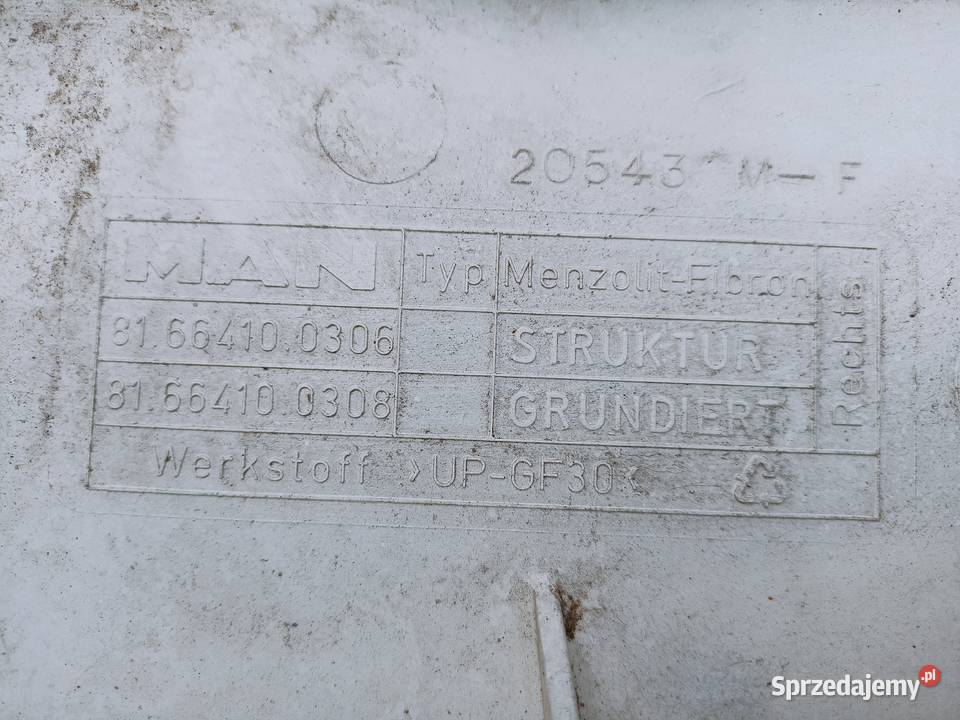 20543 M-F
MAN Typ Menzolit-Fibron
81.66410.0306 STRUKTUR
81.66410.0308 GRUNDIERT
Rechts
Werkstoff >UP-GF30<
Sprzedajemy.pl